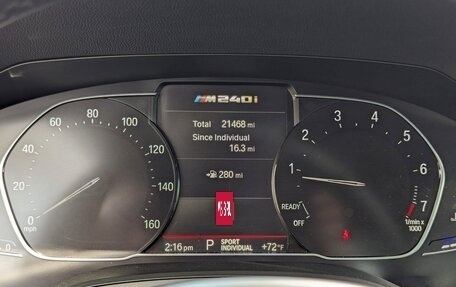 M240i
Total 21468 mi
Since Individual
16.3 mi
280 mi
60 80 100
40 120
20 140
0 160
mph
1 2 3 4 5 6 7
READY
OFF
1/min x
1000
2:16 pm P SPORT INDIVIDUAL +72°F
0